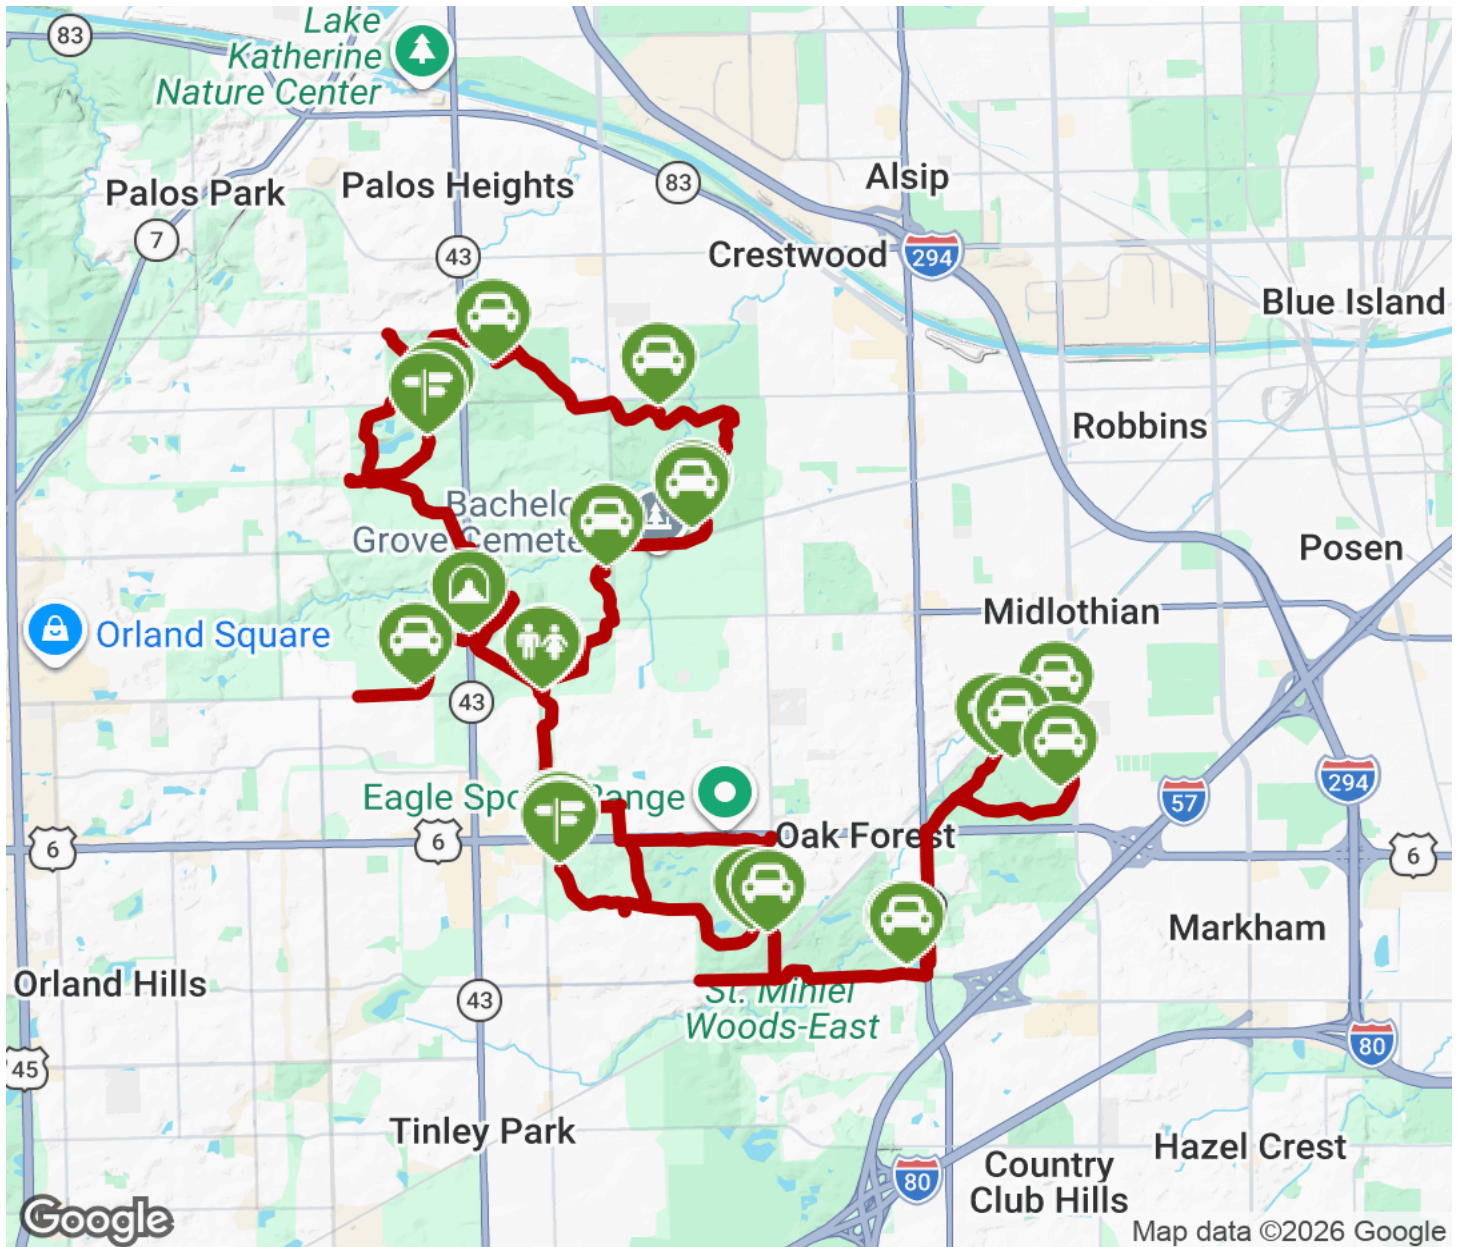 Lake
Katherine
Nature Center
83
Palos Park
Palos Heights
83
Alsip
7
43
Crestwood
294
Blue Island
Robbins
Bachelo
Grove Cemete
Posen
Orland Square
Midlothian
43
Eagle Spo Range
57
294
6
6
Oak Forest
6
Markham
Orland Hills
43
St. Mihiel
Woods-East
80
45
Tinley Park
Hazel Crest
80
Country
Club Hills
Google
Map data ©2026 Google